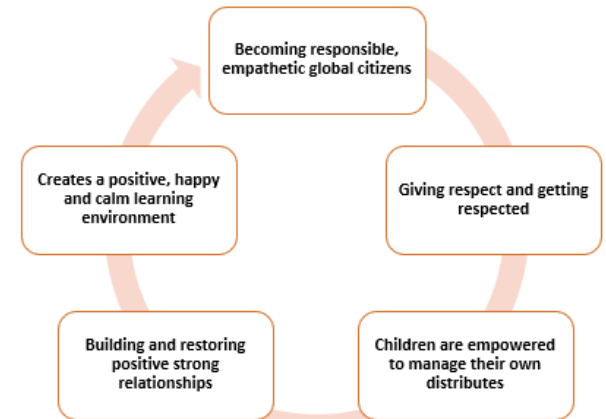 Becoming responsible,
empathetic global citizens
Giving respect and getting
respected
Children are empowered
to manage their own
distributes
Building and restoring
positive strong
relationships
Creates a positive, happy
and calm learning
environment